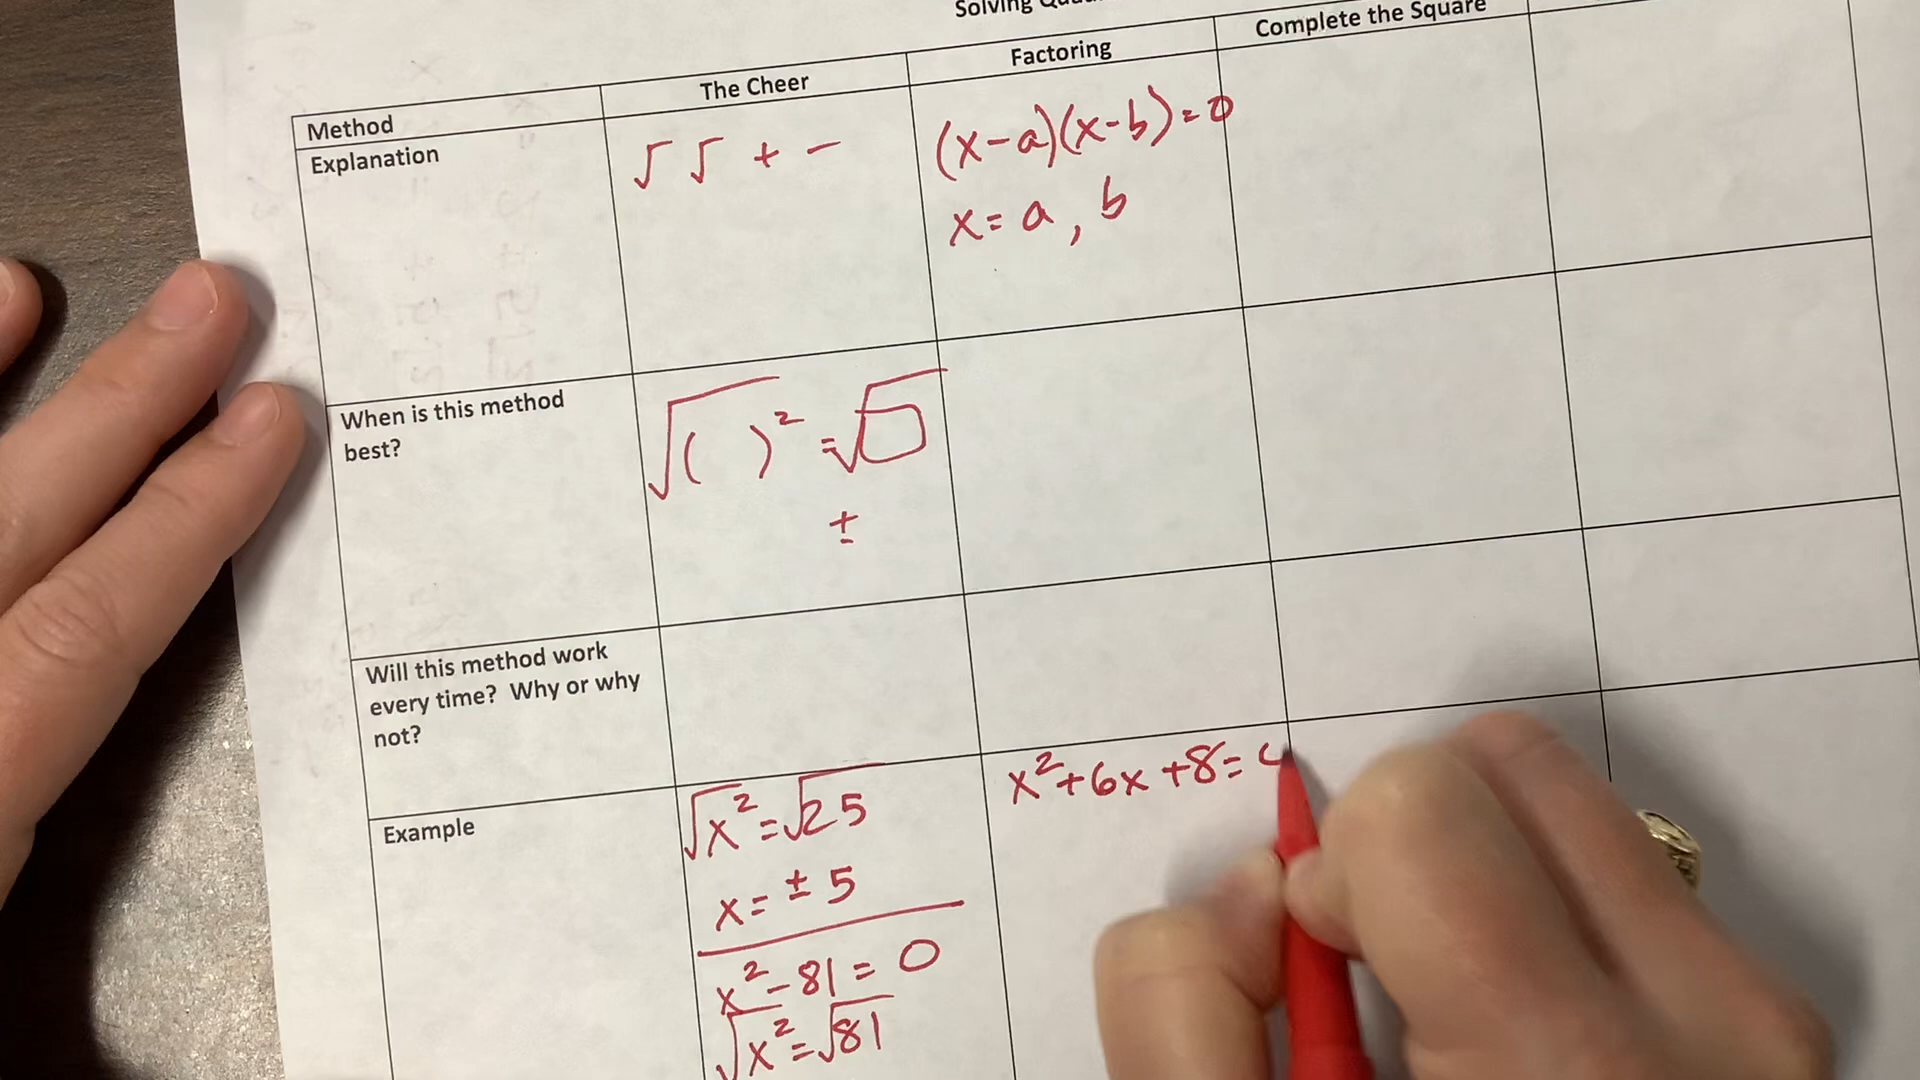 Solving
Method
The Cheer
Factoring
Complete the Square
Explanation
√ √ + -
(x-a)(x-b)=0
x= a, b
When is this method
best?
√( )² =√□
±
Will this method work
every time? Why or why
not?
Example
√x² =√25
x= ± 5
x² - 81 = 0
√x² =√81
x²+6x+8=